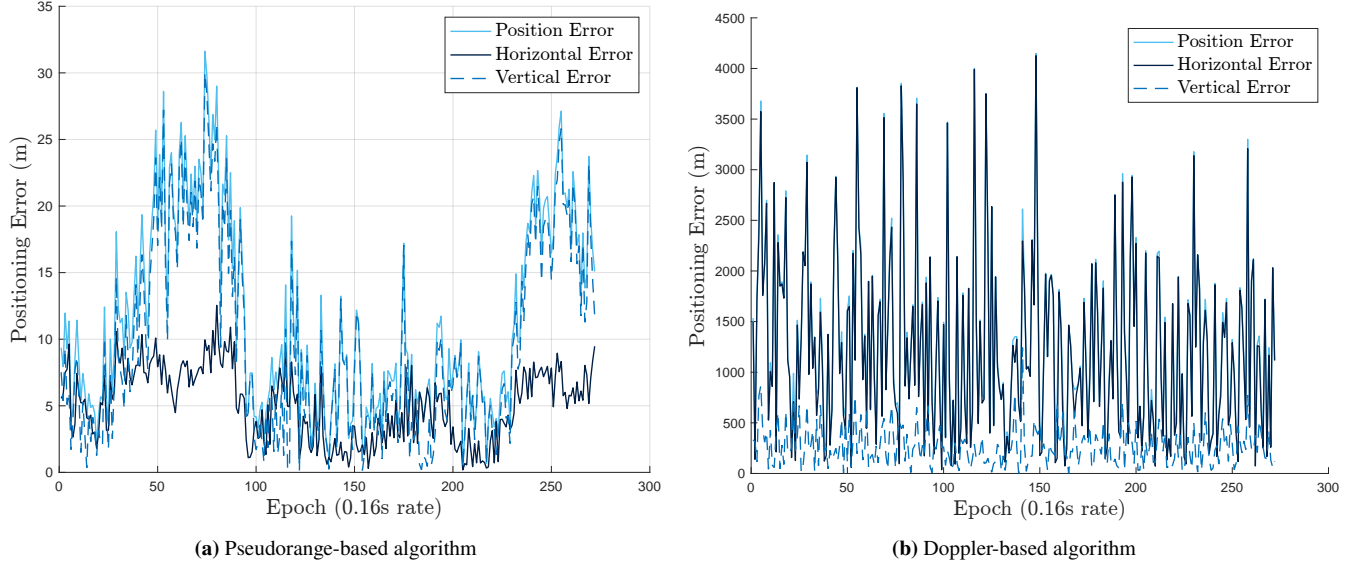 35
30
25
20
15
10
5
0
Positioning Error (m)
Position Error
Horizontal Error
Vertical Error
0 50 100 150 200 250 300
Epoch (0.16s rate)
(a) Pseudorange-based algorithm
4500
4000
3500
3000
2500
2000
1500
1000
500
0
Positioning Error (m)
Position Error
Horizontal Error
Vertical Error
0 50 100 150 200 250 300
Epoch (0.16s rate)
(b) Doppler-based algorithm